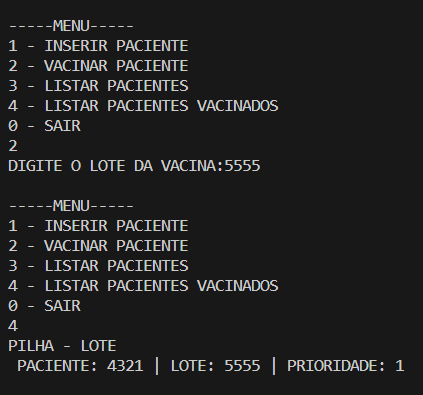 -----MENU-----
1 - INSERIR PACIENTE
2 - VACINAR PACIENTE
3 - LISTAR PACIENTES
4 - LISTAR PACIENTES VACINADOS
0 - SAIR
2
DIGITE O LOTE DA VACINA:5555

-----MENU-----
1 - INSERIR PACIENTE
2 - VACINAR PACIENTE
3 - LISTAR PACIENTES
4 - LISTAR PACIENTES VACINADOS
0 - SAIR
4
PILHA - LOTE
 PACIENTE: 4321 | LOTE: 5555 | PRIORIDADE: 1